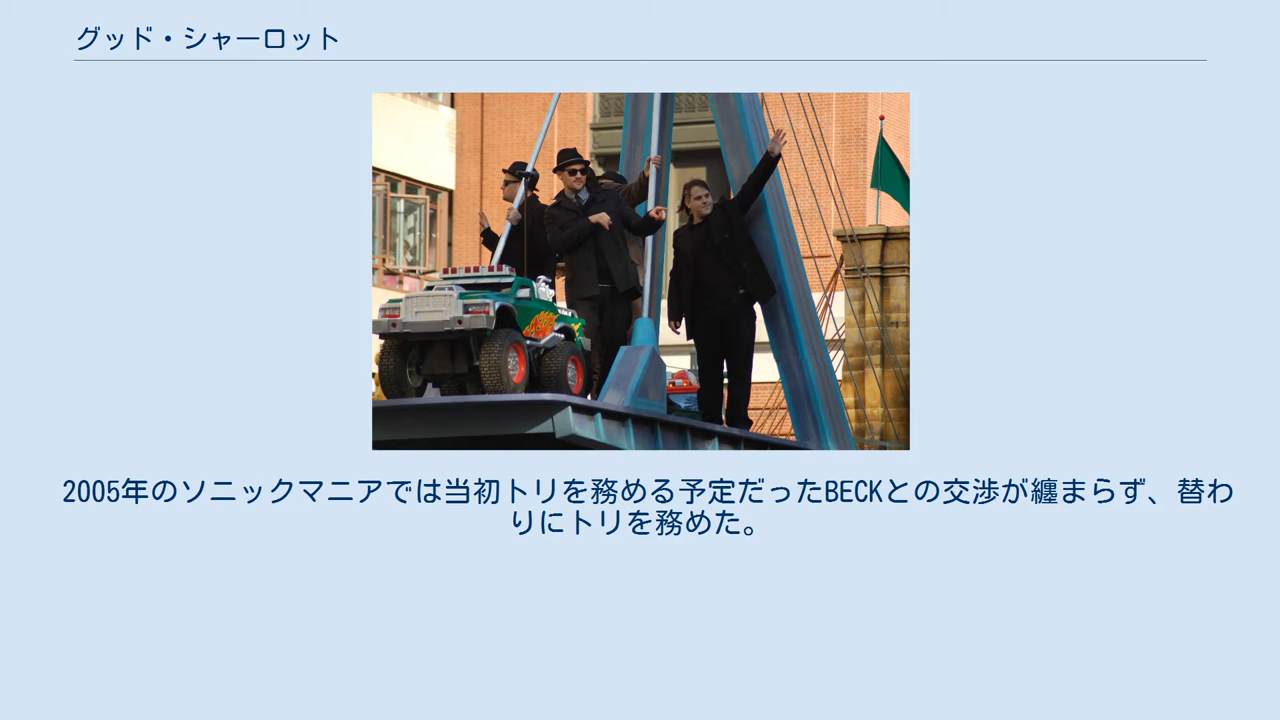 グッド・シャーロット
2005年のソニックマニアでは当初トリを務める予定だったBECKとの交渉が纏まらず、替わ
りにトリを務めた。